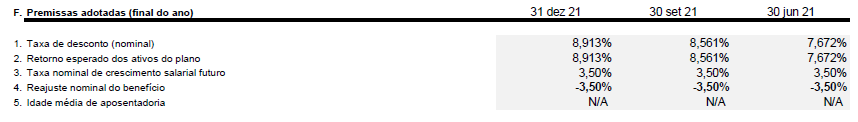 F. Premissas adotadas (final do ano) 31 dez 21 30 set 21 30 jun 21
1. Taxa de desconto (nominal) 8,913% 8,561% 7,672%
2. Retorno esperado dos ativos do plano 8,913% 8,561% 7,672%
3. Taxa nominal de crescimento salarial futuro 3,50% 3,50% 3,50%
4. Reajuste nominal do benefício -3,50% -3,50% -3,50%
5. Idade média de aposentadoria N/A N/A N/A